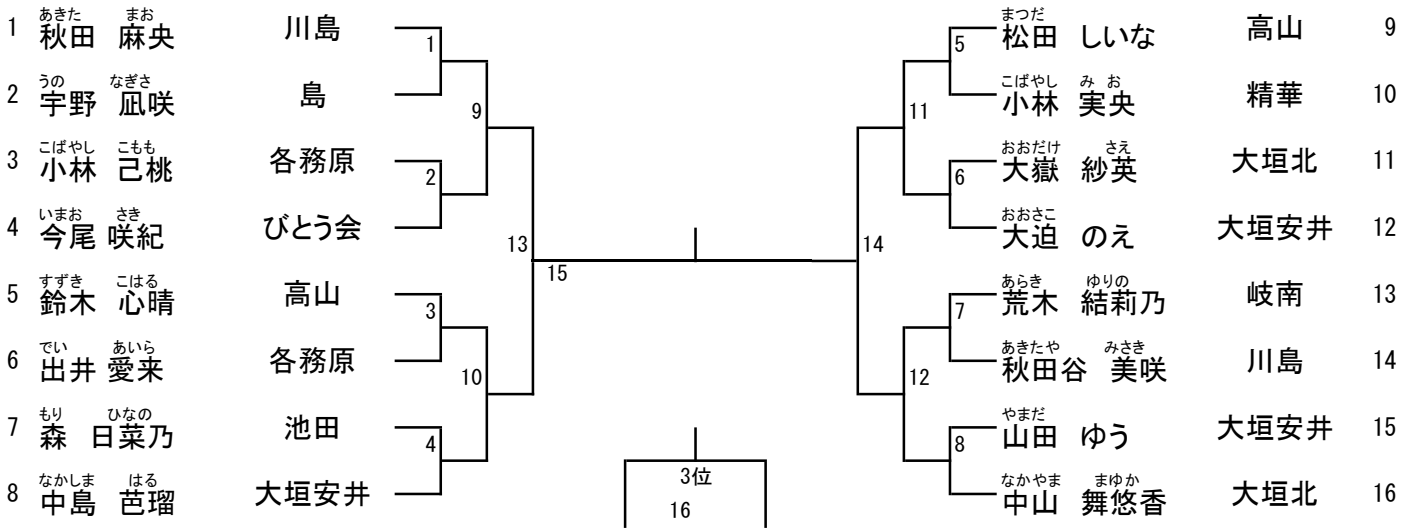 あきた まお まつだ
1 秋田 麻央 川島 1 5 松田 しいな 高山 9
うの なぎさ こばやし み お
2 宇野 凪咲 島 9 11 小林 実央 精華 10
こばやし こもも おおだけ さえ
3 小林 己桃 各務原 2 6 大嶽 紗英 大垣北 11
いまお さき おおさこ
4 今尾 咲紀 びとう会 13 14 大迫 のえ 大垣安井 12
15
すずき こはる あらき ゆりの
5 鈴木 心晴 高山 3 7 荒木 結莉乃 岐南 13
でい あいら あきたや みさき
6 出井 愛来 各務原 10 12 秋田谷 美咲 川島 14
もり ひなの やまだ
7 森 日菜乃 池田 4 8 山田 ゆう 大垣安井 15
3位
なかしま はる なかやま まゆか
8 中島 芭瑠 大垣安井 16 中山 舞悠香 大垣北 16